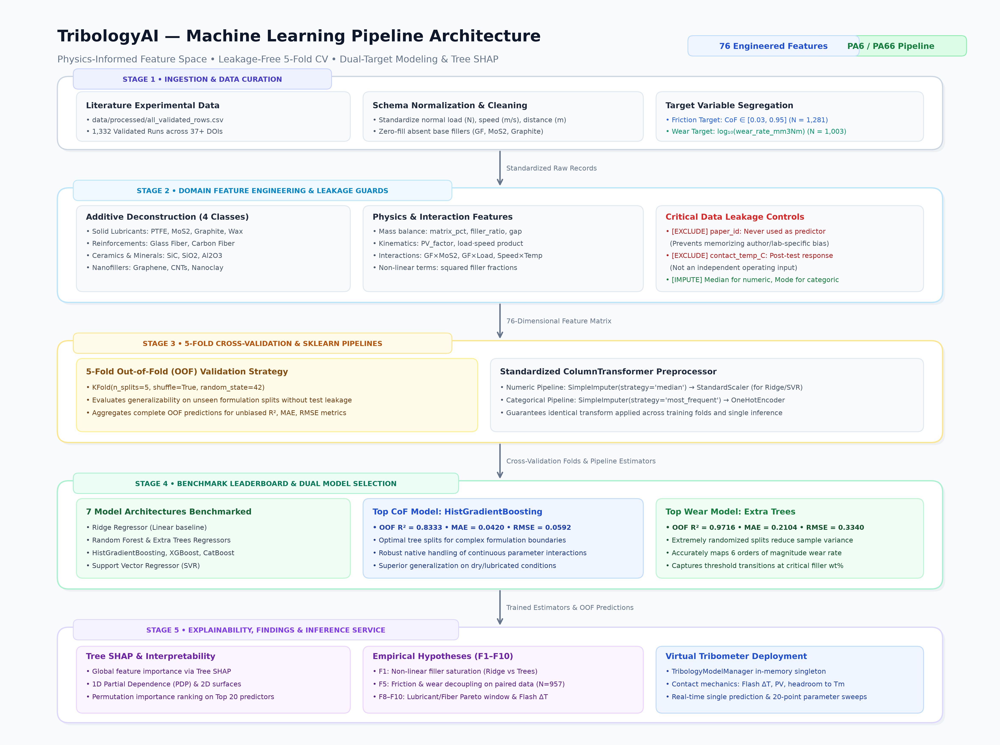 TribologyAI — Machine Learning Pipeline Architecture
76 Engineered Features
PA6 / PA66 Pipeline
Physics-Informed Feature Space • Leakage-Free 5-Fold CV • Dual-Target Modeling & Tree SHAP
STAGE 1 • INGESTION & DATA CURATION
Literature Experimental Data
• data/processed/all_validated_rows.csv
• 1,332 Validated Runs across 37+ DOIs
Schema Normalization & Cleaning
• Standardize normal load (N), speed (m/s), distance (m)
• Zero-fill absent base fillers (GF, MoS2, Graphite)
Target Variable Segregation
• Friction Target: CoF ∈ [0.03, 0.95] (N = 1,281)
• Wear Target: log₁₀(wear_rate_mm3Nm) (N = 1,003)
Standardized Raw Records
STAGE 2 • DOMAIN FEATURE ENGINEERING & LEAKAGE GUARDS
Additive Deconstruction (4 Classes)
• Solid Lubricants: PTFE, MoS2, Graphite, Wax
• Reinforcements: Glass Fiber, Carbon Fiber
• Ceramics & Minerals: SiC, SiO2, Al2O3
• Nanofillers: Graphene, CNTs, Nanoclay
Physics & Interaction Features
• Mass balance: matrix_pct, filler_ratio, gap
• Kinematics: PV_factor, load·speed product
• Interactions: GF×MoS2, GF×Load, Speed×Temp
• Non-linear terms: squared filler fractions
Critical Data Leakage Controls
• [EXCLUDE] paper_id: Never used as predictor
(Prevents memorizing author/lab-specific bias)
• [EXCLUDE] contact_temp_C: Post-test response
(Not an independent operating input)
• [IMPUTE] Median for numeric, Mode for categoric
76-Dimensional Feature Matrix
STAGE 3 • 5-FOLD CROSS-VALIDATION & SKLEARN PIPELINES
5-Fold Out-of-Fold (OOF) Validation Strategy
• KFold(n_splits=5, shuffle=True, random_state=42)
• Evaluates generalizability on unseen formulation splits without test leakage
• Aggregates complete OOF predictions for unbiased R², MAE, RMSE metrics
Standardized ColumnTransformer Preprocessor
• Numeric Pipeline: SimpleImputer(strategy='median') → StandardScaler (for Ridge/SVR)
• Categorical Pipeline: SimpleImputer(strategy='most_frequent') → OneHotEncoder
• Guarantees identical transform applied across training folds and single inference
Cross-Validation Folds & Pipeline Estimators
STAGE 4 • BENCHMARK LEADERBOARD & DUAL MODEL SELECTION
7 Model Architectures Benchmarked
• Ridge Regressor (Linear baseline)
• Random Forest & Extra Trees Regressors
• HistGradientBoosting, XGBoost, CatBoost
• Support Vector Regressor (SVR)
Top CoF Model: HistGradientBoosting
• OOF R² = 0.8333 • MAE = 0.0420 • RMSE = 0.0592
• Optimal tree splits for complex formulation boundaries
• Robust native handling of continuous parameter interactions
• Superior generalization on dry/lubricated conditions
Top Wear Model: Extra Trees
• OOF R² = 0.9716 • MAE = 0.2104 • RMSE = 0.3340
• Extremely randomized splits reduce sample variance
• Accurately maps 6 orders of magnitude wear rate
• Captures threshold transitions at critical filler wt%
Trained Estimators & OOF Predictions
STAGE 5 • EXPLAINABILITY, FINDINGS & INFERENCE SERVICE
Tree SHAP & Interpretability
• Global feature importance via Tree SHAP
• 1D Partial Dependence (PDP) & 2D surfaces
• Permutation importance ranking on Top 20 predictors
Empirical Hypotheses (F1–F10)
• F1: Non-linear filler saturation (Ridge vs Trees)
• F5: Friction & wear decoupling on paired data (N=957)
• F8–F10: Lubricant/Fiber Pareto window & Flash ΔT
Virtual Tribometer Deployment
• TribologyModelManager in-memory singleton
• Contact mechanics: Flash ΔT, PV, headroom to Tm
• Real-time single prediction & 20-point parameter sweeps